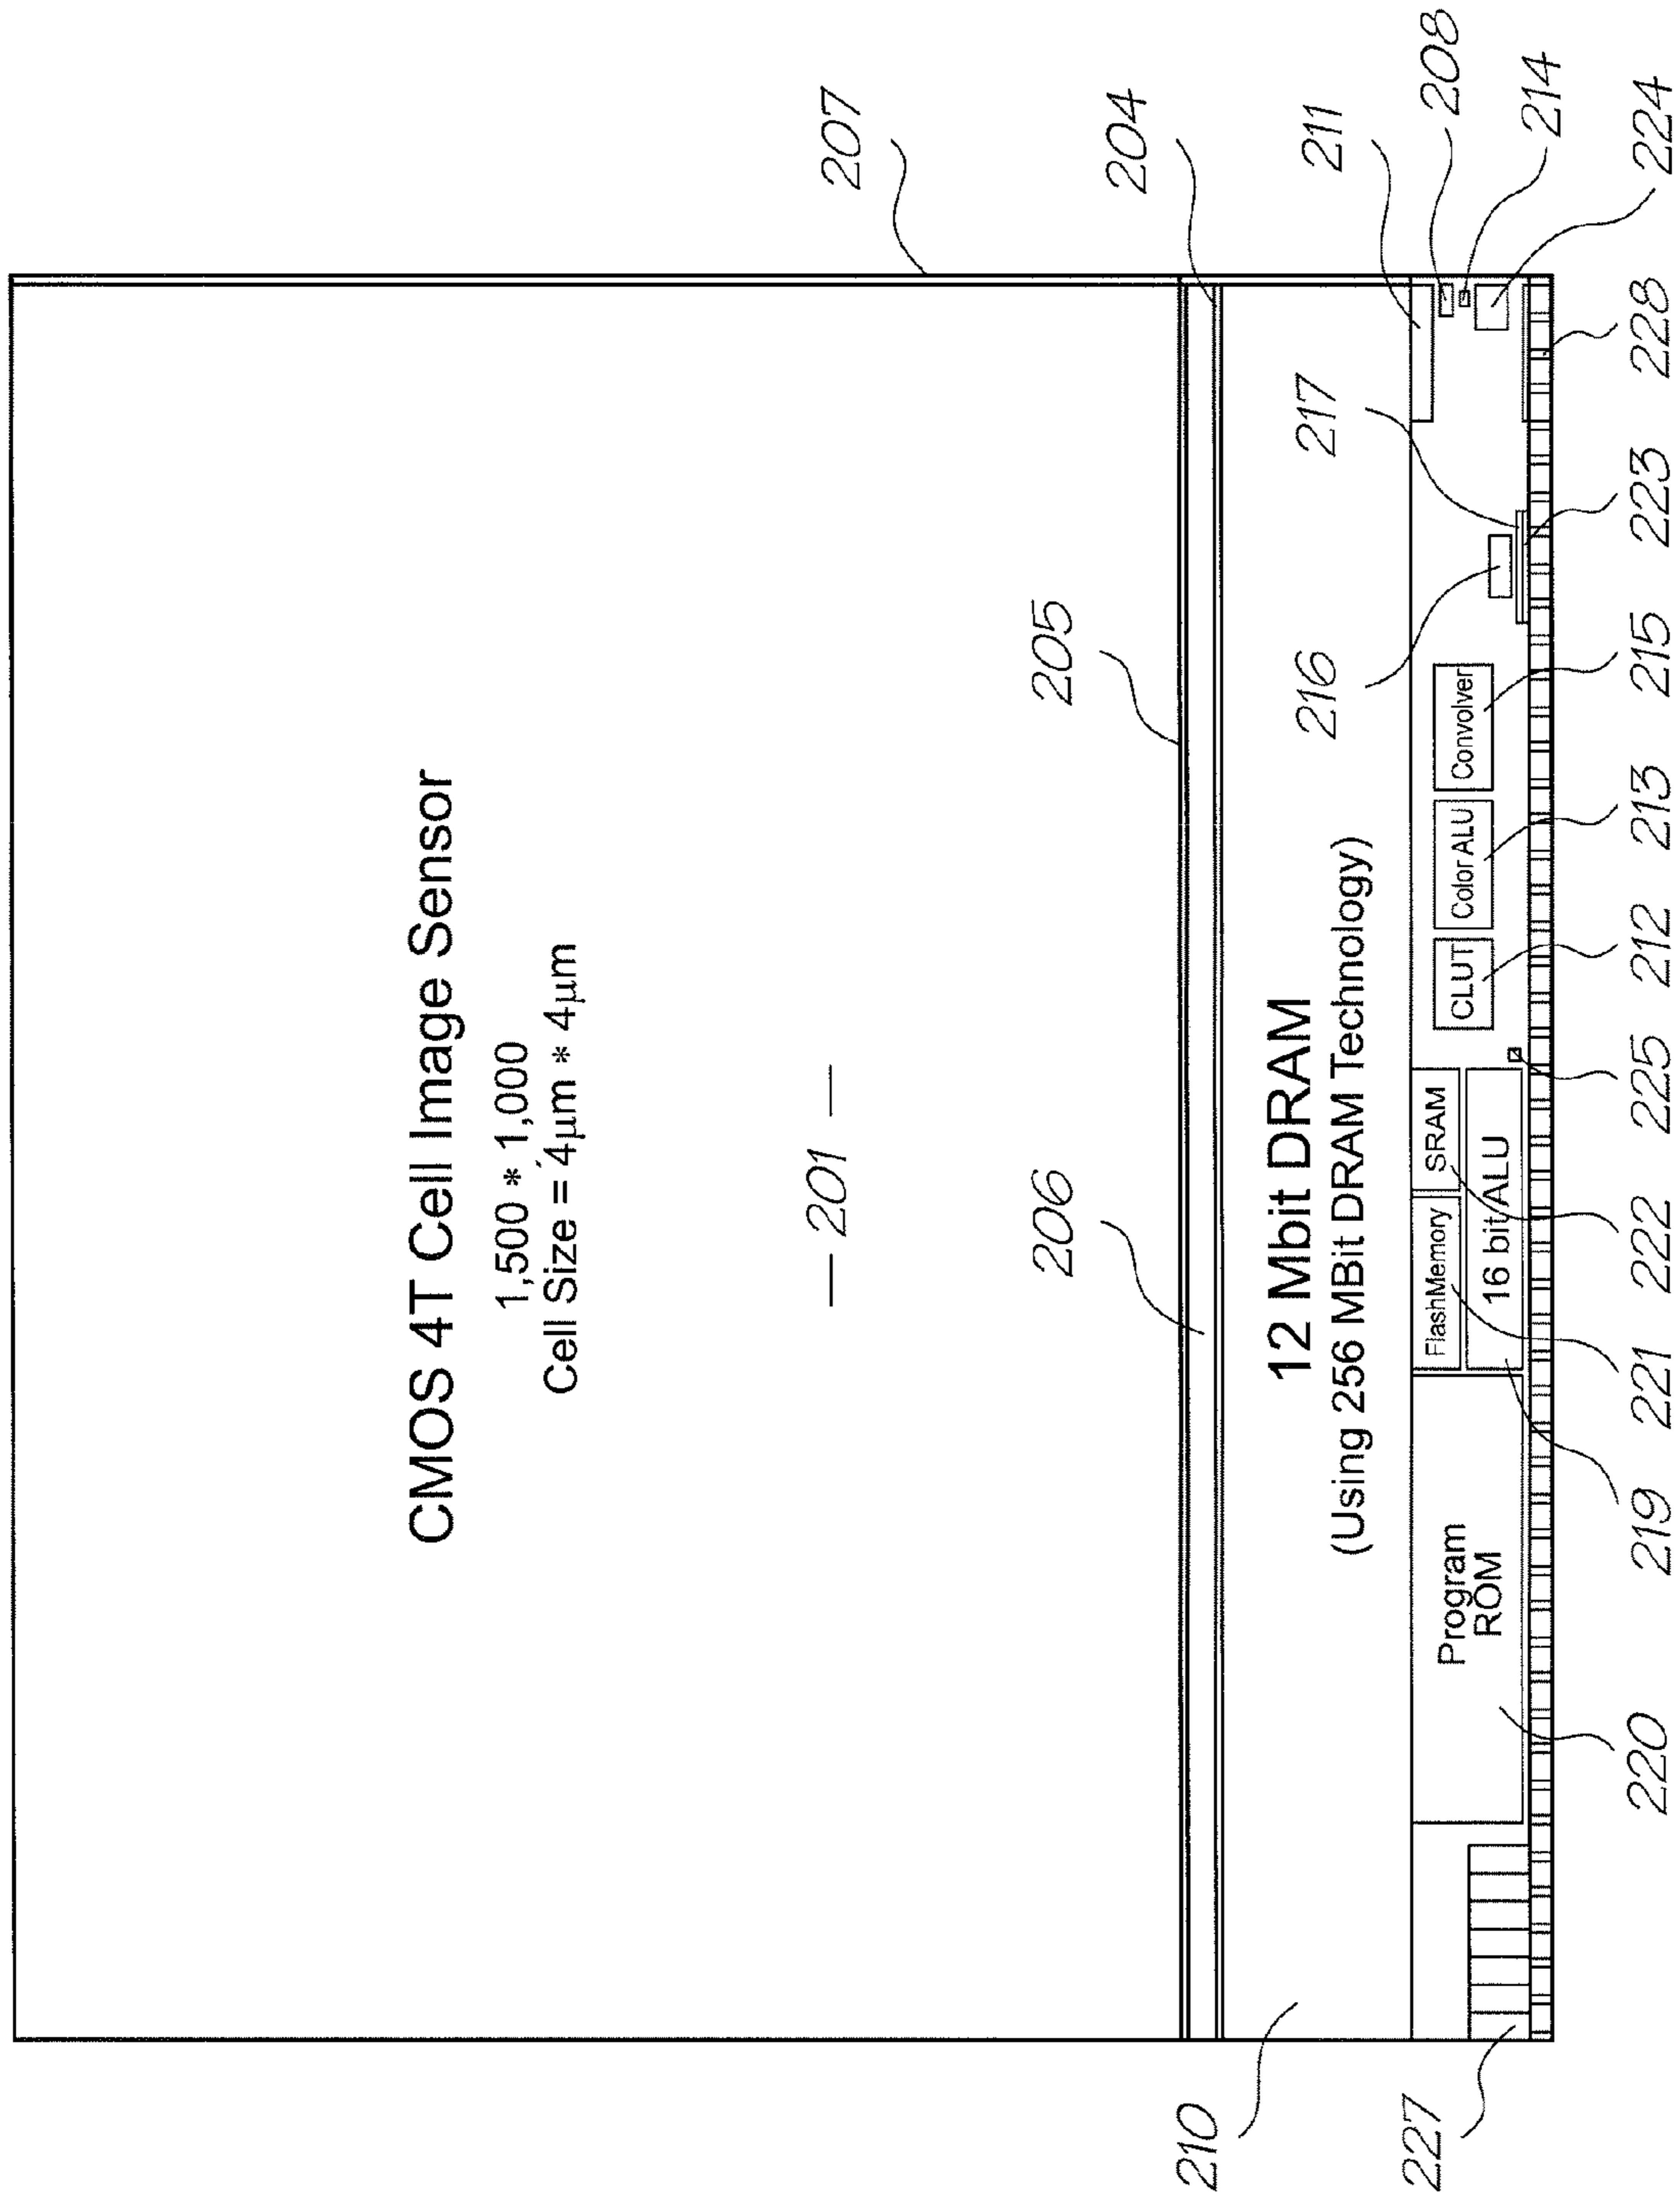 CMOS 4T Cell Image Sensor
1,500 * 1,000
Cell Size = 4μm * 4μm
— 201 —
207
205
206
204
12 Mbit DRAM
(Using 256 MBit DRAM Technology)
210
211
208
214
224
217
216
Program
ROM
FlashMemory
SRAM
16 bit ALU
CLUT
Color ALU
Convolver
227
220
219
221
222
225
212
213
215
223
228